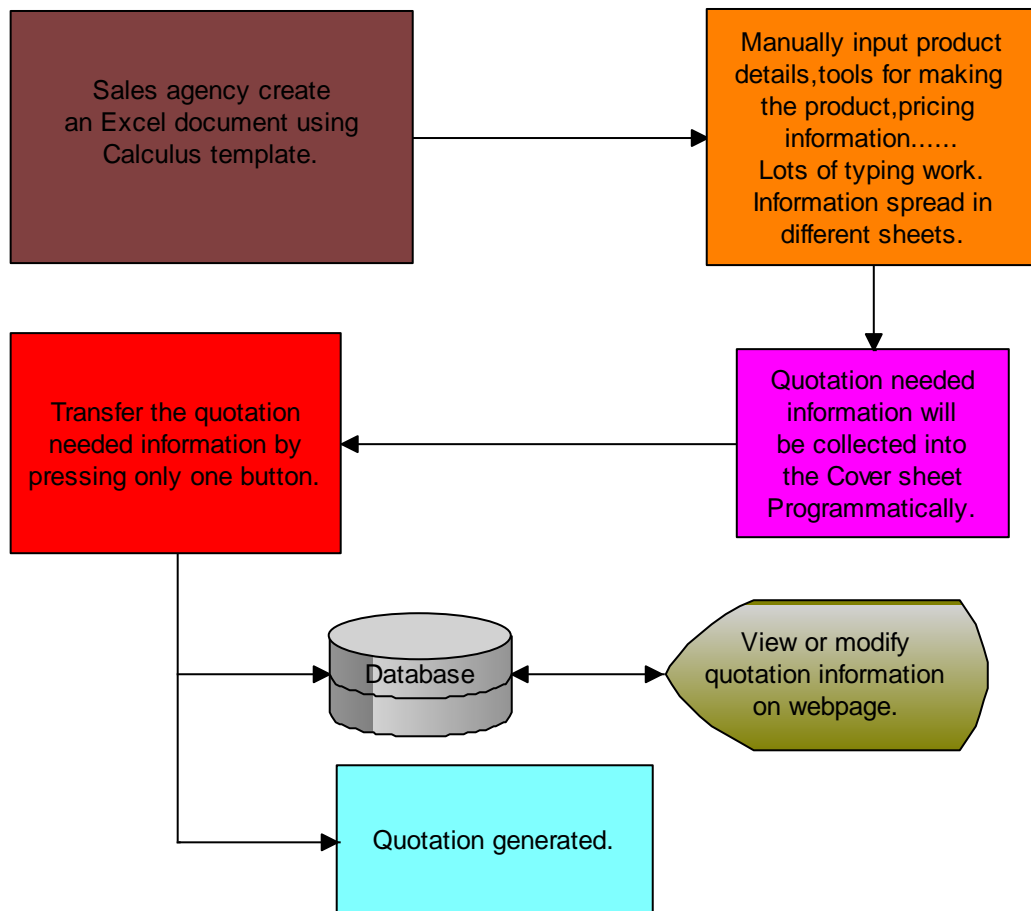 Sales agency create
an Excel document using
Calculus template.
Manually input product
details,tools for making
the product,pricing
information......
Lots of typing work.
Information spread in
different sheets.
Quotation needed
information will
be collected into
the Cover sheet
Programmatically.
Transfer the quotation
needed information by
pressing only one button.
Database
View or modify
quotation information
on webpage.
Quotation generated.